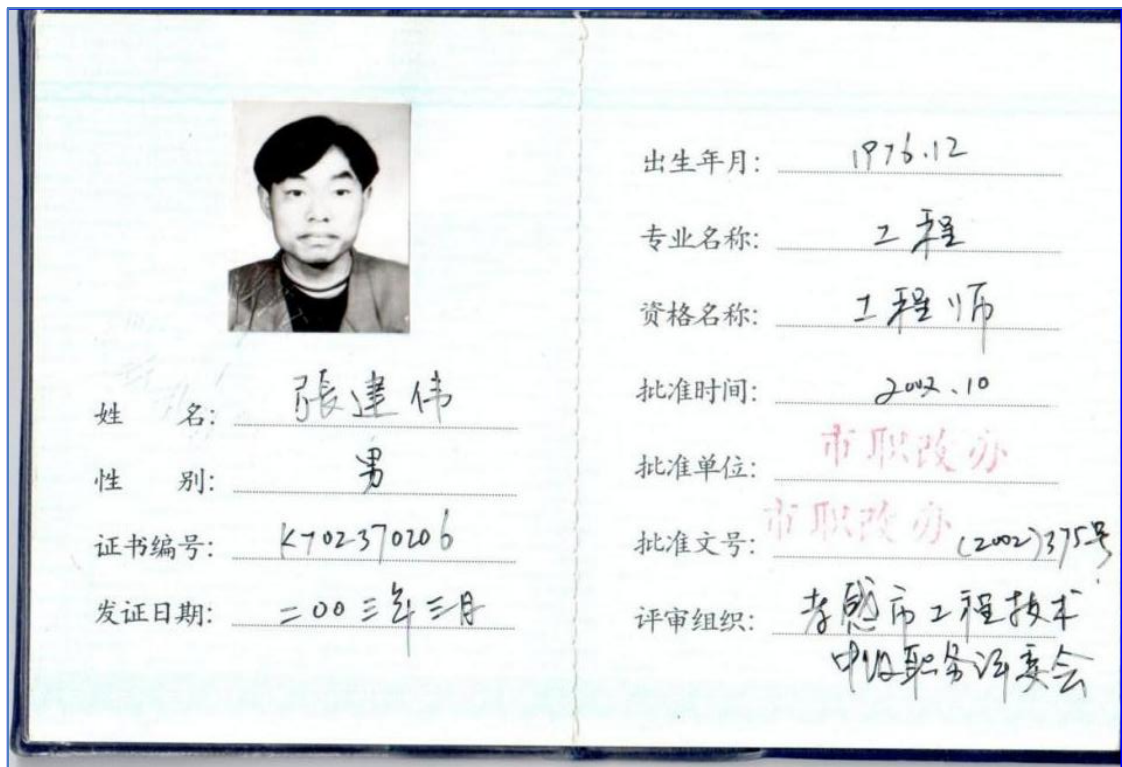 姓 名: 張建伟
性 别: 男
证书编号: K702370206
发证日期: 二00三年三月
出生年月: 1976.12
专业名称: 工程
资格名称: 工程师
批准时间: 2002.10
批准单位: 市职改办
批准文号: 市职改办(2002)375号
评审组织: 孝感市工程技术
中级职务评委会